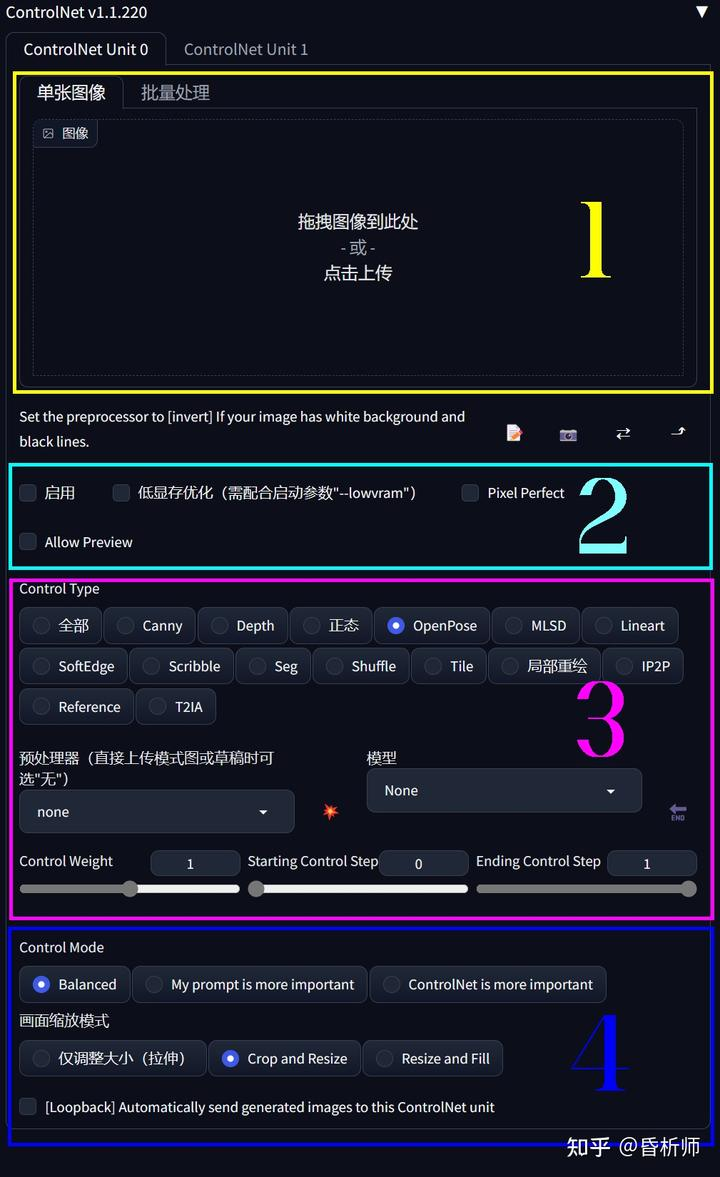 ControlNet v1.1.220 ▼
ControlNet Unit 0 ControlNet Unit 1
单张图像 批量处理
图像
拖拽图像到此处
- 或 -
点击上传
1
Set the preprocessor to [invert] If your image has white background and
black lines.
启用 低显存优化（需配合启动参数"--lowvram"） Pixel Perfect
2
Allow Preview
Control Type
全部 Canny Depth 正态 OpenPose MLSD Lineart
SoftEdge Scribble Seg Shuffle Tile 局部重绘 IP2P
Reference T2IA
3
预处理器（直接上传模式图或草稿时可
选"无"）
模型
none
None
END
Control Weight 1 Starting Control Step 0 Ending Control Step 1
Control Mode
Balanced My prompt is more important ControlNet is more important
画面缩放模式
仅调整大小（拉伸） Crop and Resize Resize and Fill
4
[Loopback] Automatically send generated images to this ControlNet unit
知乎 @昏析师